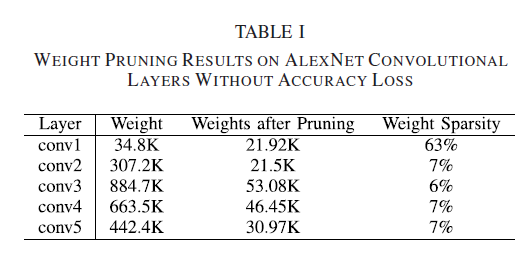 TABLE I
WEIGHT PRUNING RESULTS ON ALEXNET CONVOLUTIONAL
LAYERS WITHOUT ACCURACY LOSS
Layer Weight Weights after Pruning Weight Sparsity
conv1 34.8K 21.92K 63%
conv2 307.2K 21.5K 7%
conv3 884.7K 53.08K 6%
conv4 663.5K 46.45K 7%
conv5 442.4K 30.97K 7%